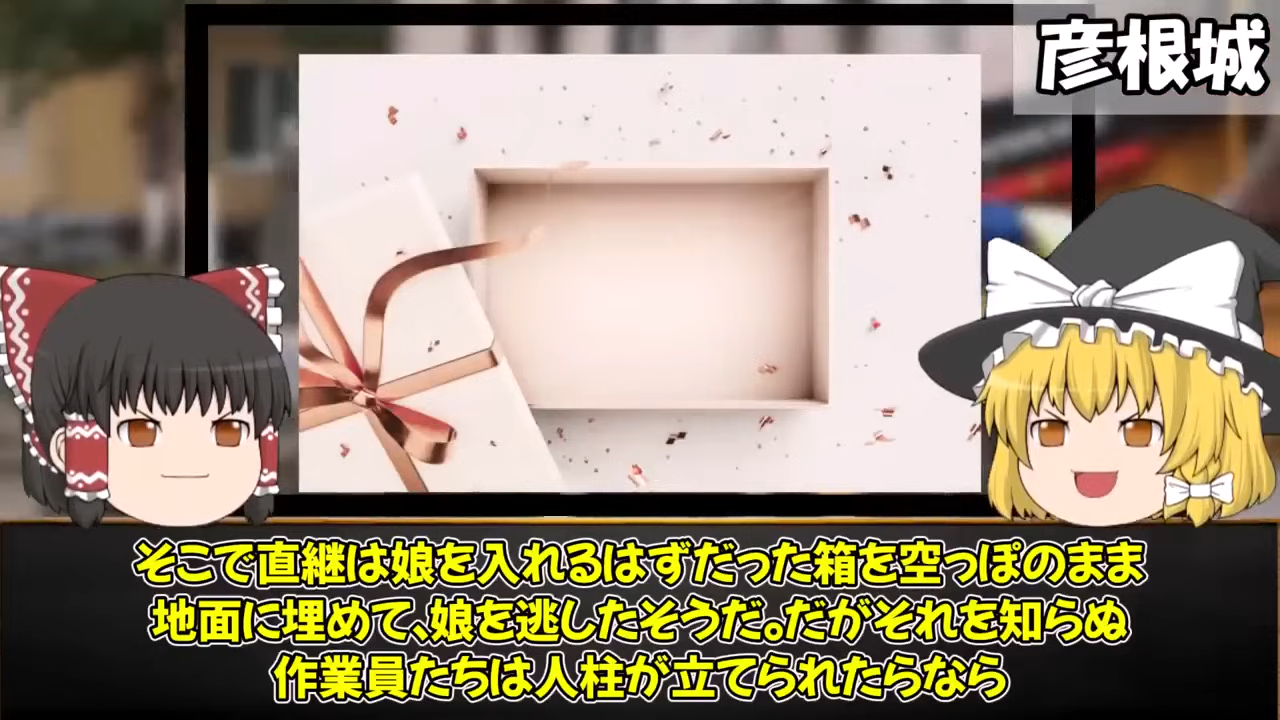 彦根城
そこで直継は娘を入れるはずだった箱を空っぽのまま
地面に埋めて、娘を逃したそうだ。だがそれを知らぬ
作業員たちは人柱が立てられたらなら